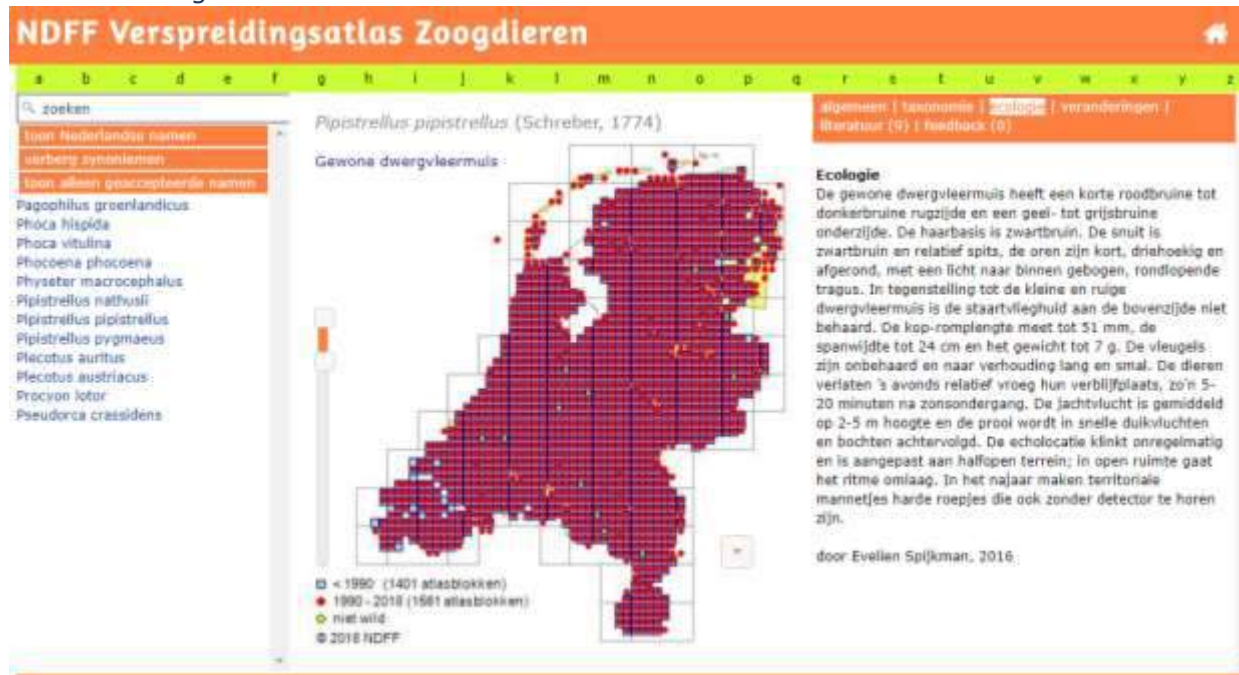 NDFF Verspreidingsatlas Zoogdieren
a b c d e f g h i j k l m n o p q r s t u v w x y z
zoeken
toon Nederlandse namen
verberg synoniemen
toon alleen geaccepteerde namen
Pagophilus groenlandicus
Phoca hispida
Phoca vitulina
Phocoena phocoena
Physeter macrocephalus
Pipistrellus nathusii
Pipistrellus pipistrellus
Pipistrellus pygmaeus
Plecotus auritus
Plecotus austriacus
Procyon lotor
Pseudorca crassidens
Pipistrellus pipistrellus (Schreber, 1774)
Gewone dwergvleermuis
< 1990 (1401 atlasblokken)
1990 - 2018 (1561 atlasblokken)
niet wild
© 2018 NDFF
algemeen | taxonomie | ecologie | veranderingen |
literatuur (9) | feedback (0)
Ecologie
De gewone dwergvleermuis heeft een korte roodbruine tot
donkerbruine rugzijde en een geel- tot grijsbruine
onderzijde. De haarbasis is zwartbruin. De snuit is
zwartbruin en relatief spits, de oren zijn kort, driehoekig en
afgerond, met een licht naar binnen gebogen, rondlopende
tragus. In tegenstelling tot de kleine en ruige
dwergvleermuis is de staartvlieghuid aan de bovenzijde niet
behaard. De kop-romplengte meet tot 51 mm, de
spanwijdte tot 24 cm en het gewicht tot 7 g. De vleugels
zijn onbehaard en naar verhouding lang en smal. De dieren
verlaten 's avonds relatief vroeg hun verblijfplaats, zo'n 5-
20 minuten na zonsondergang. De jachtvlucht is gemiddeld
op 2-5 m hoogte en de prooi wordt in snelle duikvluchten
en bochten achtervolgd. De echolocatie klinkt onregelmatig
en is aangepast aan halfopen terrein; in open ruimte gaat
het ritme omlaag. In het najaar maken territoriale
mannetjes harde roepjes die ook zonder detector te horen
zijn.
door Evelien Spijkman, 2016